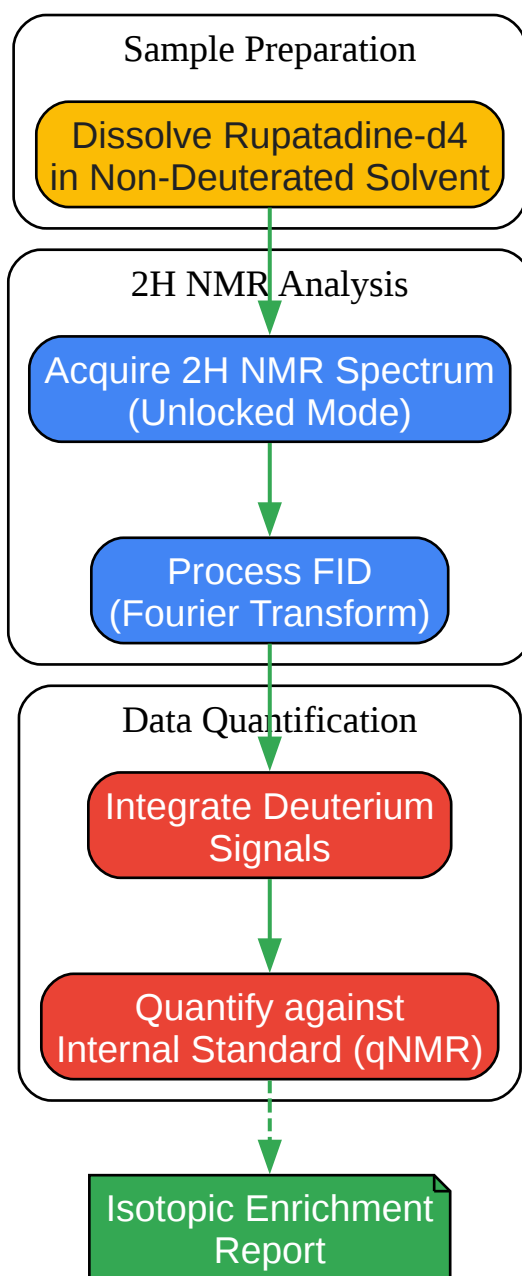 Sample Preparation
Dissolve Rupatadine-d4
in Non-Deuterated Solvent
2H NMR Analysis
Acquire 2H NMR Spectrum
(Unlocked Mode)
Process FID
(Fourier Transform)
Data Quantification
Integrate Deuterium
Signals
Quantify against
Internal Standard (qNMR)
Isotopic Enrichment
Report